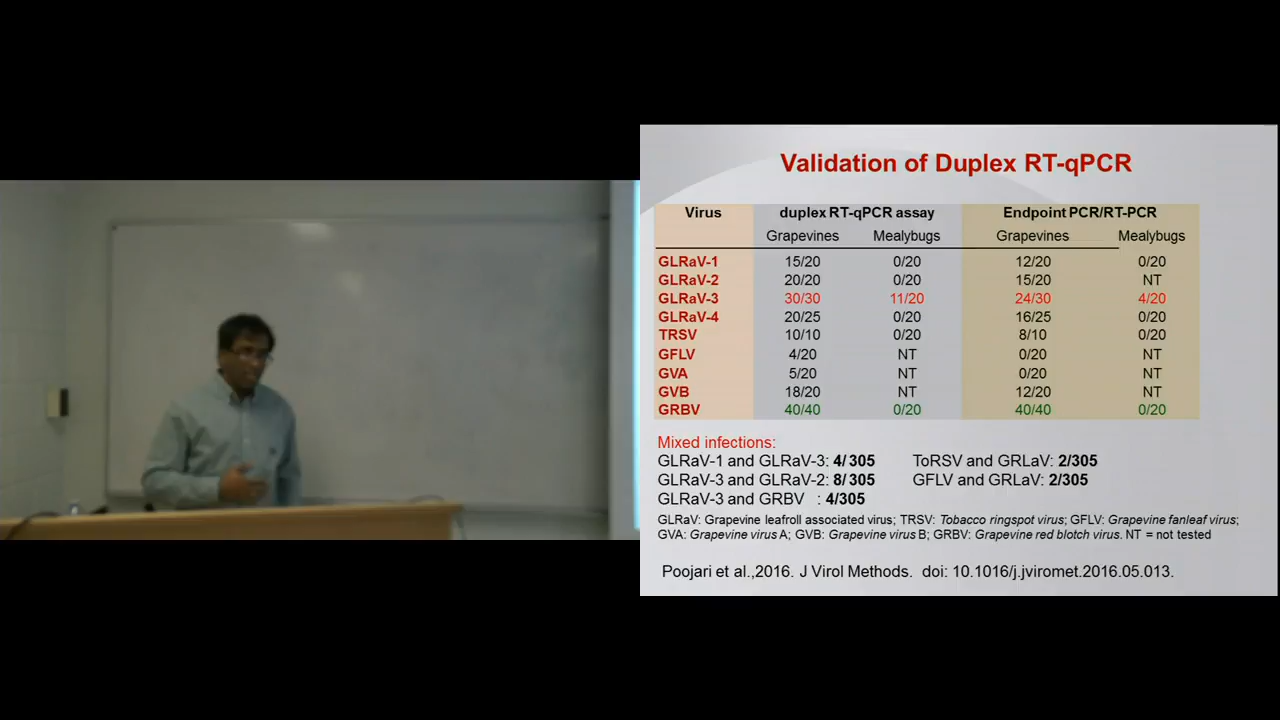 Validation of Duplex RT-qPCR
Virus duplex RT-qPCR assay Endpoint PCR/RT-PCR
Grapevines Mealybugs Grapevines Mealybugs
GLRaV-1 15/20 0/20 12/20 0/20
GLRaV-2 20/20 0/20 15/20 NT
GLRaV-3 30/30 11/20 24/30 4/20
GLRaV-4 20/25 0/20 16/25 0/20
TRSV 10/10 0/20 8/10 0/20
GFLV 4/20 NT 0/20 NT
GVA 5/20 NT 0/20 NT
GVB 18/20 NT 12/20 NT
GRBV 40/40 0/20 40/40 0/20
Mixed infections:
GLRaV-1 and GLRaV-3: 4/ 305 ToRSV and GRLaV: 2/305
GLRaV-3 and GLRaV-2: 8/ 305 GFLV and GRLaV: 2/305
GLRaV-3 and GRBV : 4/305
GLRaV: Grapevine leafroll associated virus; TRSV: Tobacco ringspot virus; GFLV: Grapevine fanleaf virus;
GVA: Grapevine virus A; GVB: Grapevine virus B; GRBV: Grapevine red blotch virus. NT = not tested
Poojari et al.,2016. J Virol Methods. doi: 10.1016/j.jviromet.2016.05.013.